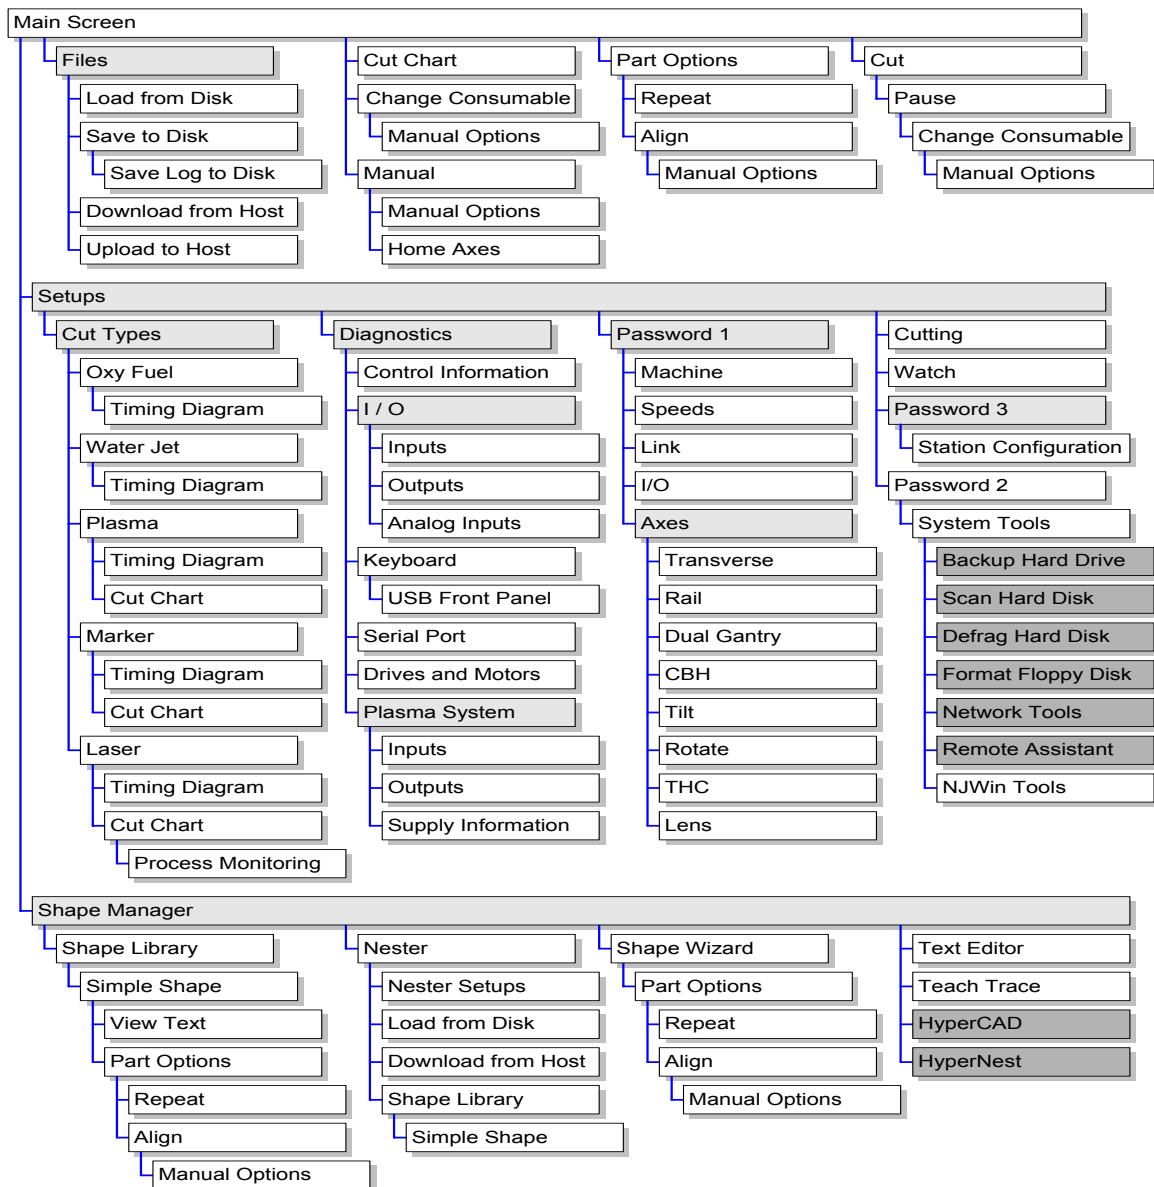 Main Screen
Files
Load from Disk
Save to Disk
Save Log to Disk
Download from Host
Upload to Host
Cut Chart
Change Consumable
Manual Options
Manual
Manual Options
Home Axes
Part Options
Repeat
Align
Manual Options
Cut
Pause
Change Consumable
Manual Options
Setups
Cut Types
Oxy Fuel
Timing Diagram
Water Jet
Timing Diagram
Plasma
Timing Diagram
Cut Chart
Marker
Timing Diagram
Cut Chart
Laser
Timing Diagram
Cut Chart
Process Monitoring
Diagnostics
Control Information
I / O
Inputs
Outputs
Analog Inputs
Keyboard
USB Front Panel
Serial Port
Drives and Motors
Plasma System
Inputs
Outputs
Supply Information
Password 1
Machine
Speeds
Link
I/O
Axes
Transverse
Rail
Dual Gantry
CBH
Tilt
Rotate
THC
Lens
Cutting
Watch
Password 3
Station Configuration
Password 2
System Tools
Backup Hard Drive
Scan Hard Disk
Defrag Hard Disk
Format Floppy Disk
Network Tools
Remote Assistant
NJWin Tools
Shape Manager
Shape Library
Simple Shape
View Text
Part Options
Repeat
Align
Manual Options
Nester
Nester Setups
Load from Disk
Download from Host
Shape Library
Simple Shape
Shape Wizard
Part Options
Repeat
Align
Manual Options
Text Editor
Teach Trace
HyperCAD
HyperNest